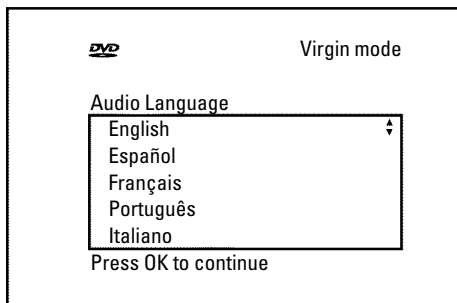 DVD Virgin mode
Audio Language
English
Español
Français
Português
Italiano
Press OK to continue